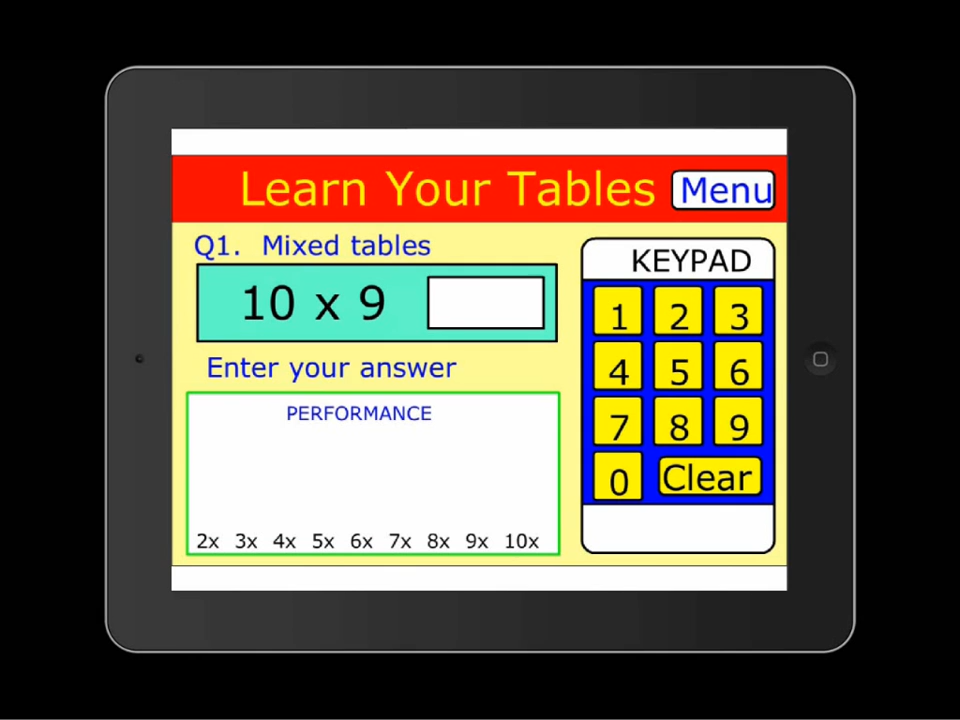 Learn Your Tables
Menu
Q1. Mixed tables
10 x 9
Enter your answer
PERFORMANCE
2x 3x 4x 5x 6x 7x 8x 9x 10x
KEYPAD
1 2 3
4 5 6
7 8 9
0 Clear